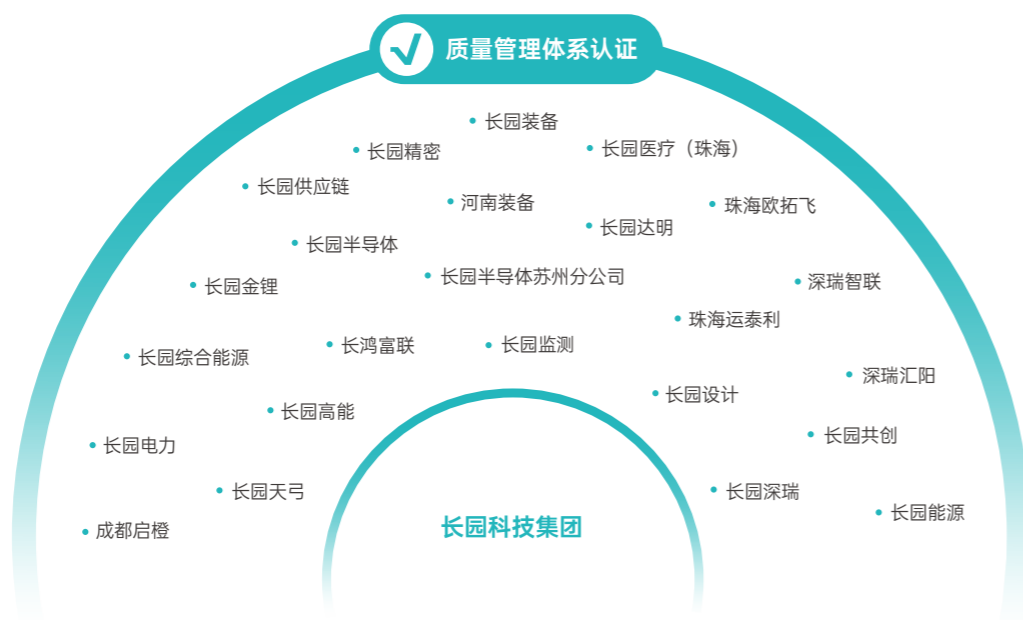 质量管理体系认证
长园装备
长园精密
长园医疗（珠海）
长园供应链
河南装备
珠海欧拓飞
长园达明
长园半导体
长园半导体苏州分公司
长园金锂
深瑞智联
珠海运泰利
长鸿富联
长园监测
长园综合能源
深瑞汇阳
长园设计
长园高能
长园共创
长园电力
长园天弓
长园深瑞
长园能源
成都启橙
长园科技集团